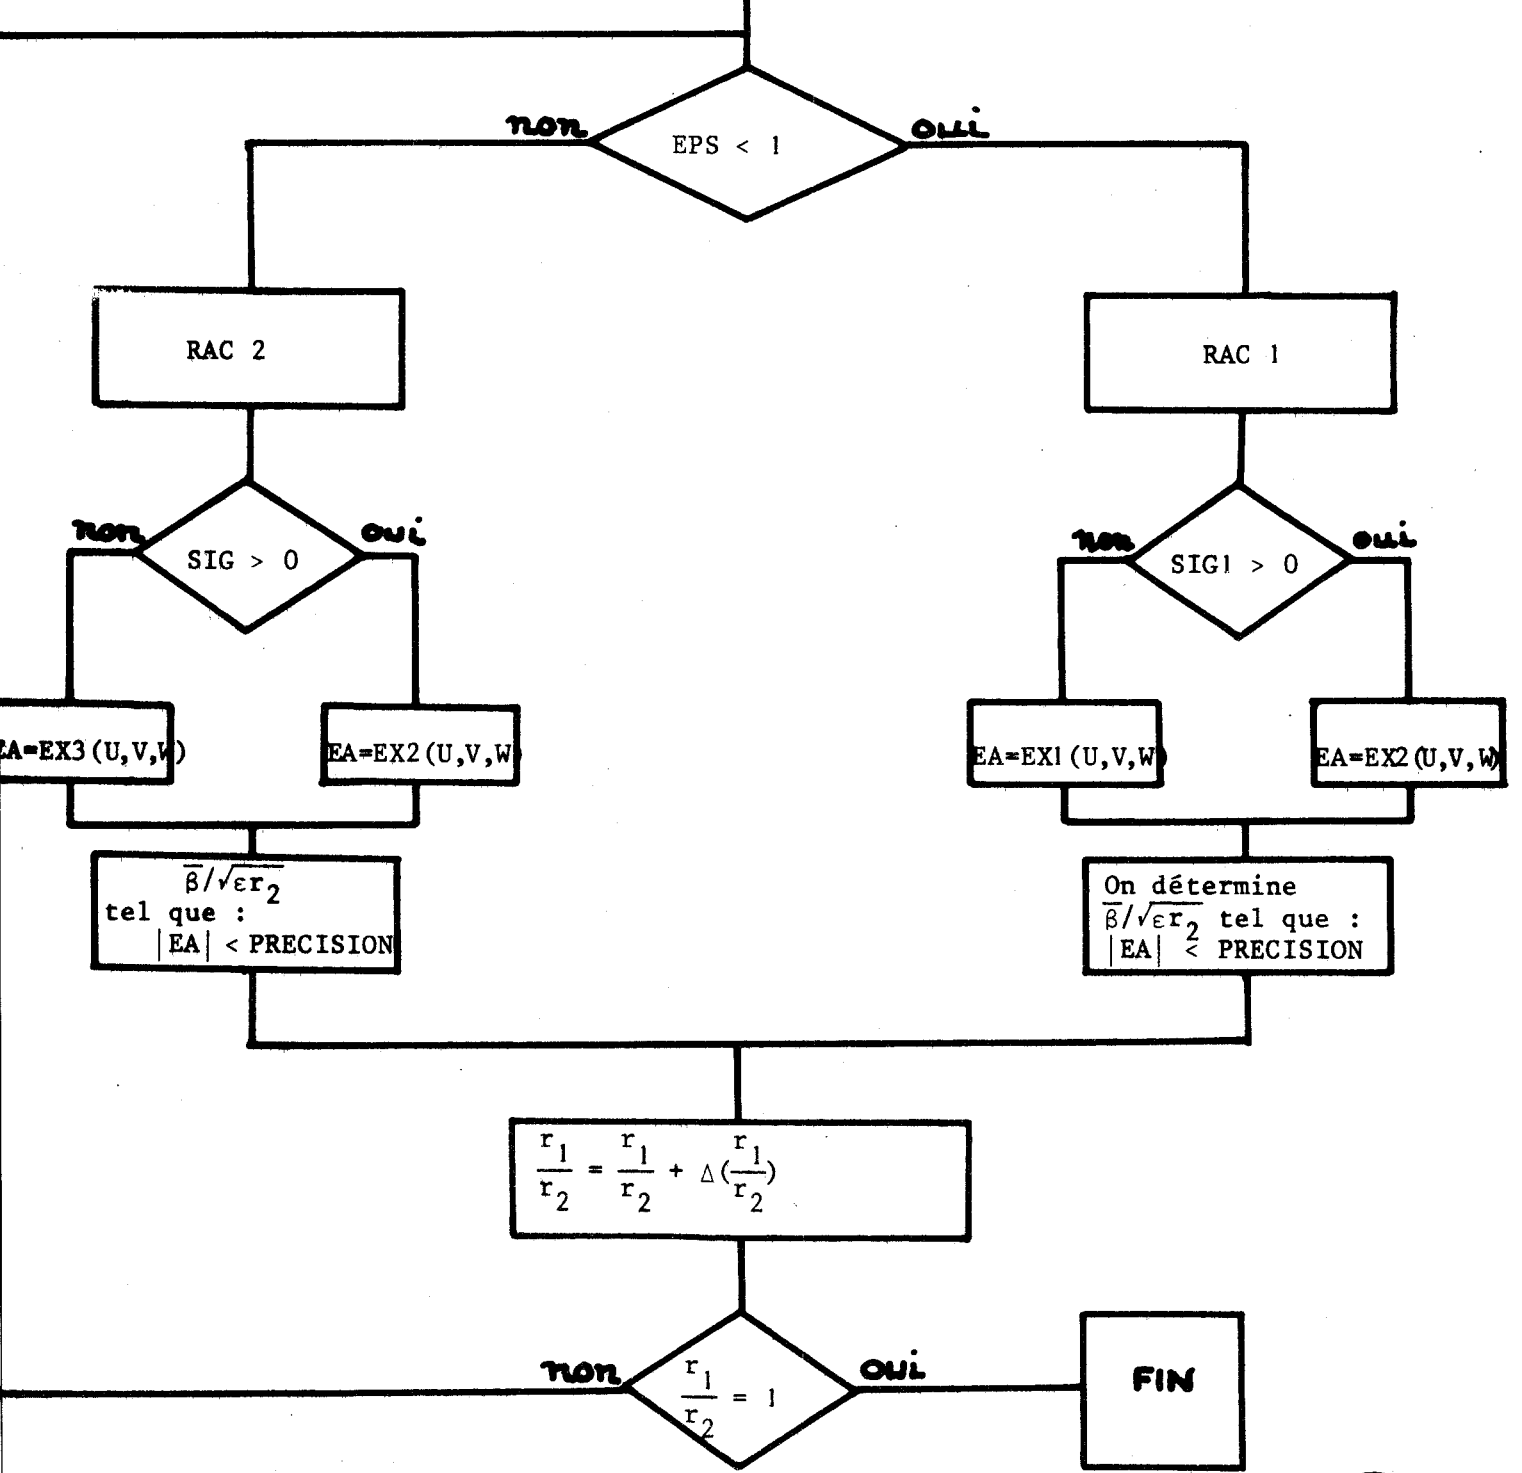 non
oui
EPS < 1
RAC 2
RAC 1
non
oui
SIG > 0
non
oui
SIG1 > 0
EA=EX3(U,V,W)
EA=EX2(U,V,W)
EA=EX1(U,V,W)
EA=EX2(U,V,W)
β̅/√εr₂
tel que :
|EA| < PRECISION
On détermine
β̅/√εr₂ tel que :
|EA| < PRECISION
r₁/r₂ = r₁/r₂ + Δ(r₁/r₂)
non
oui
r₁/r₂ = 1
FIN